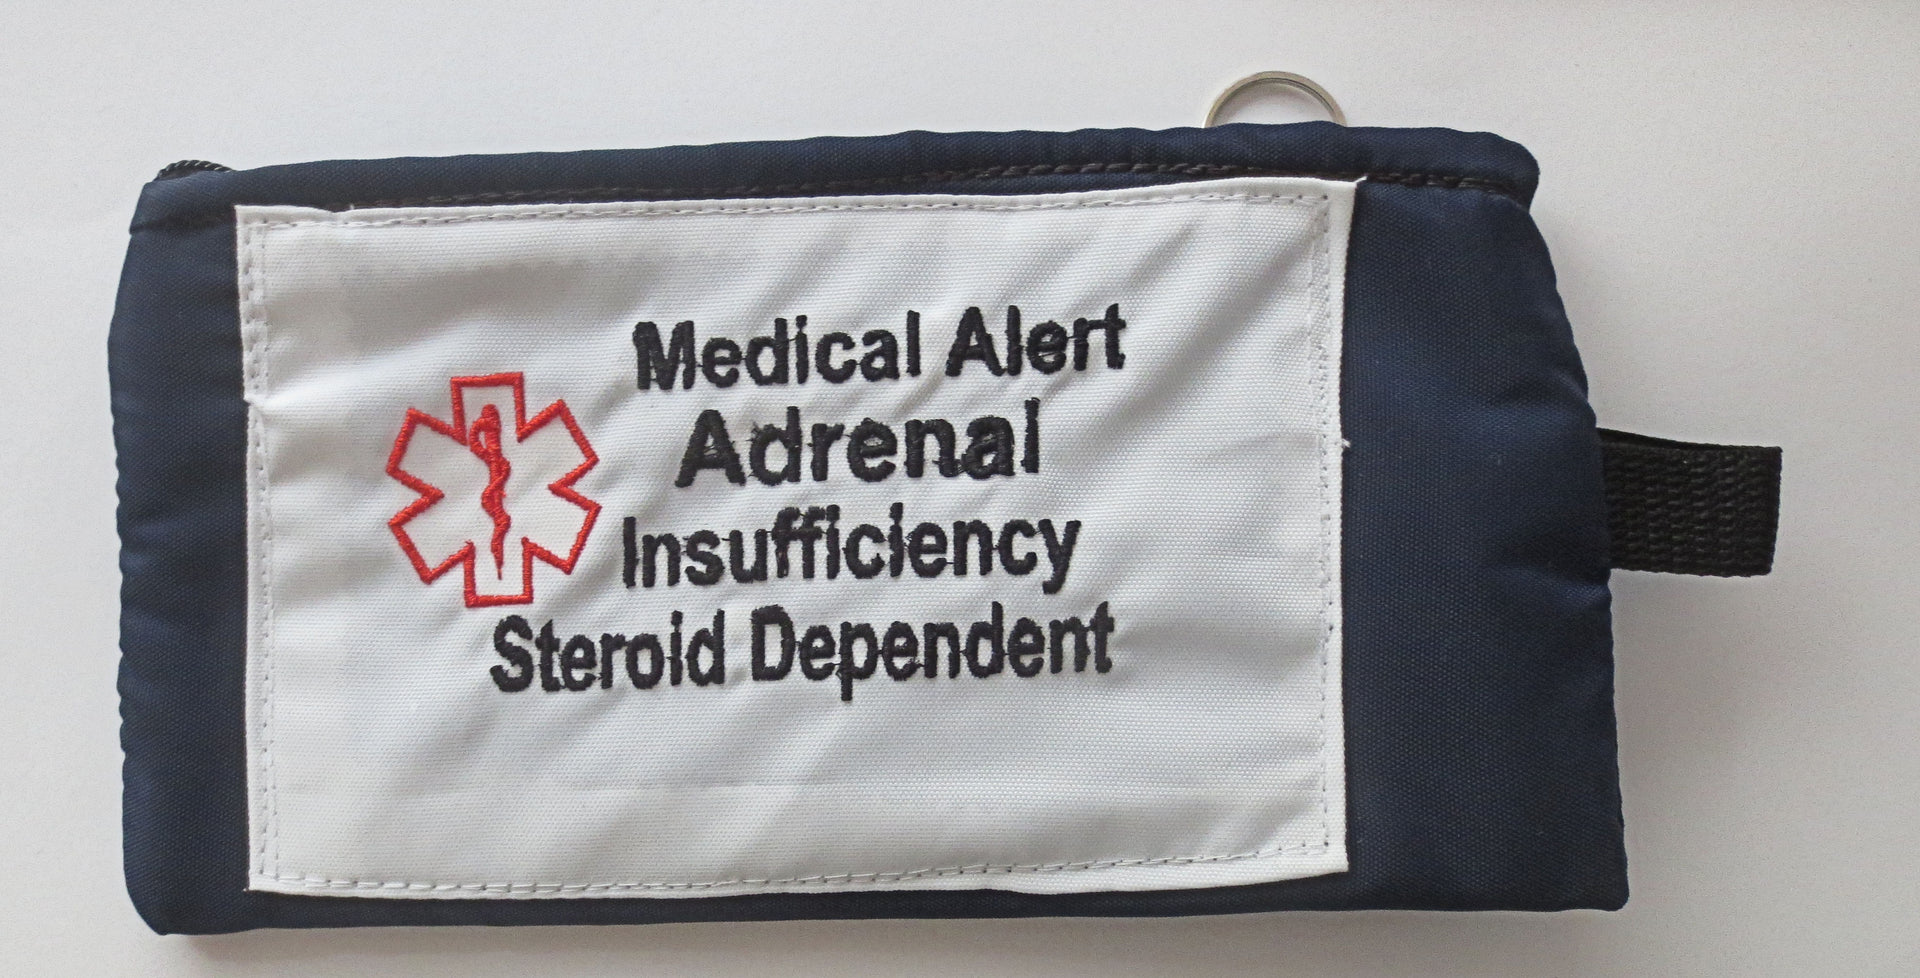 Medical Alert
Adrenal
Insufficiency
Steroid Dependent